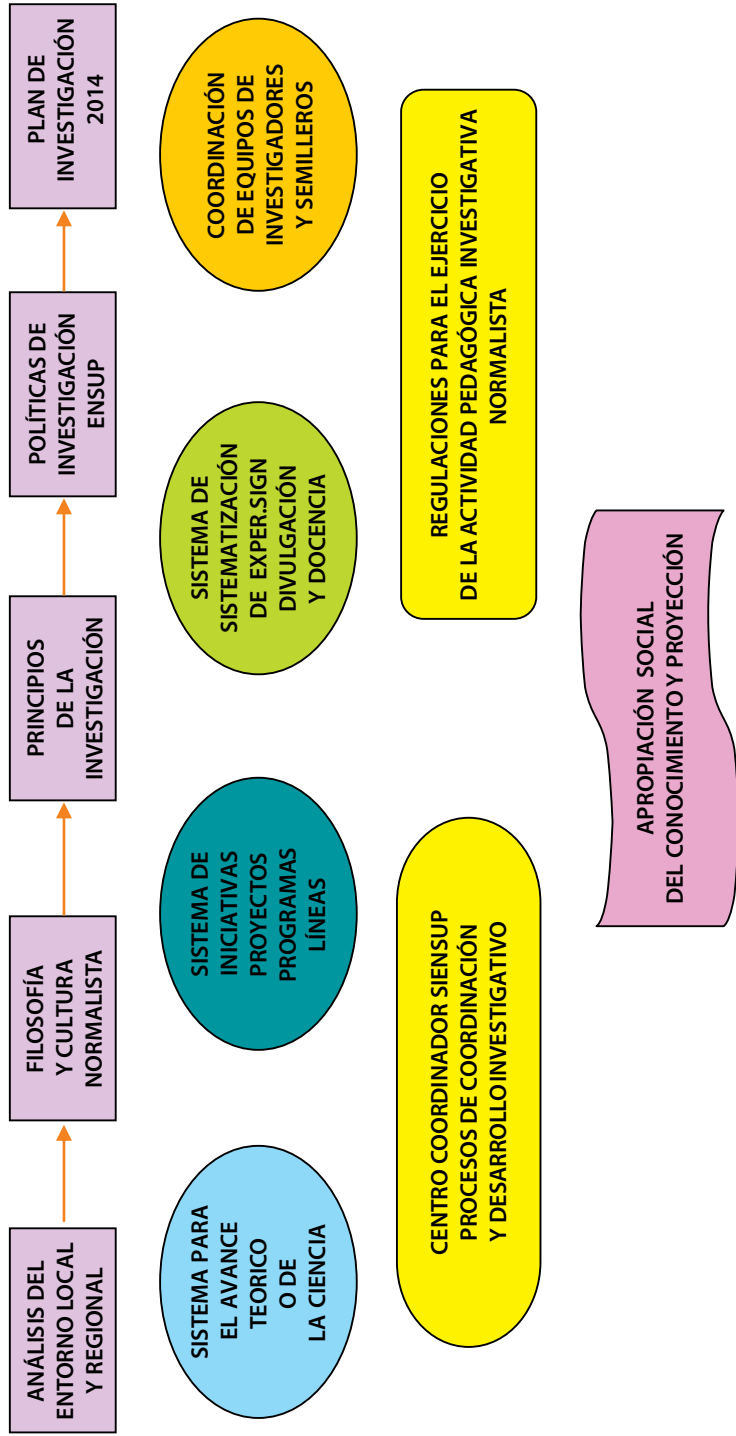 ANÁLISIS DEL
ENTORNO LOCAL
Y REGIONAL
FILOSOFÍA
Y CULTURA
NORMALISTA
PRINCIPIOS
DE LA
INVESTIGACIÓN
POLÍTICAS DE
INVESTIGACIÓN
ENSUP
PLAN DE
INVESTIGACIÓN
2014
SISTEMA PARA
EL AVANCE
TEORICO
O DE
LA CIENCIA
SISTEMA DE
INICIATIVAS
PROYECTOS
PROGRAMAS
LÍNEAS
SISTEMA DE
SISTEMATIZACIÓN
DE EXPER.SIGN
DIVULGACIÓN
Y DOCENCIA
COORDINACIÓN
DE EQUIPOS DE
INVESTIGADORES
Y SEMILLEROS
CENTRO COORDINADOR SIENSUP
PROCESOS DE COORDINACIÓN
Y DESARROLLO INVESTIGATIVO
REGULACIONES PARA EL EJERCICIO
DE LA ACTIVIDAD PEDAGÓGICA INVESTIGATIVA
NORMALISTA
APROPIACIÓN SOCIAL
DEL CONOCIMIENTO Y PROYECCIÓN